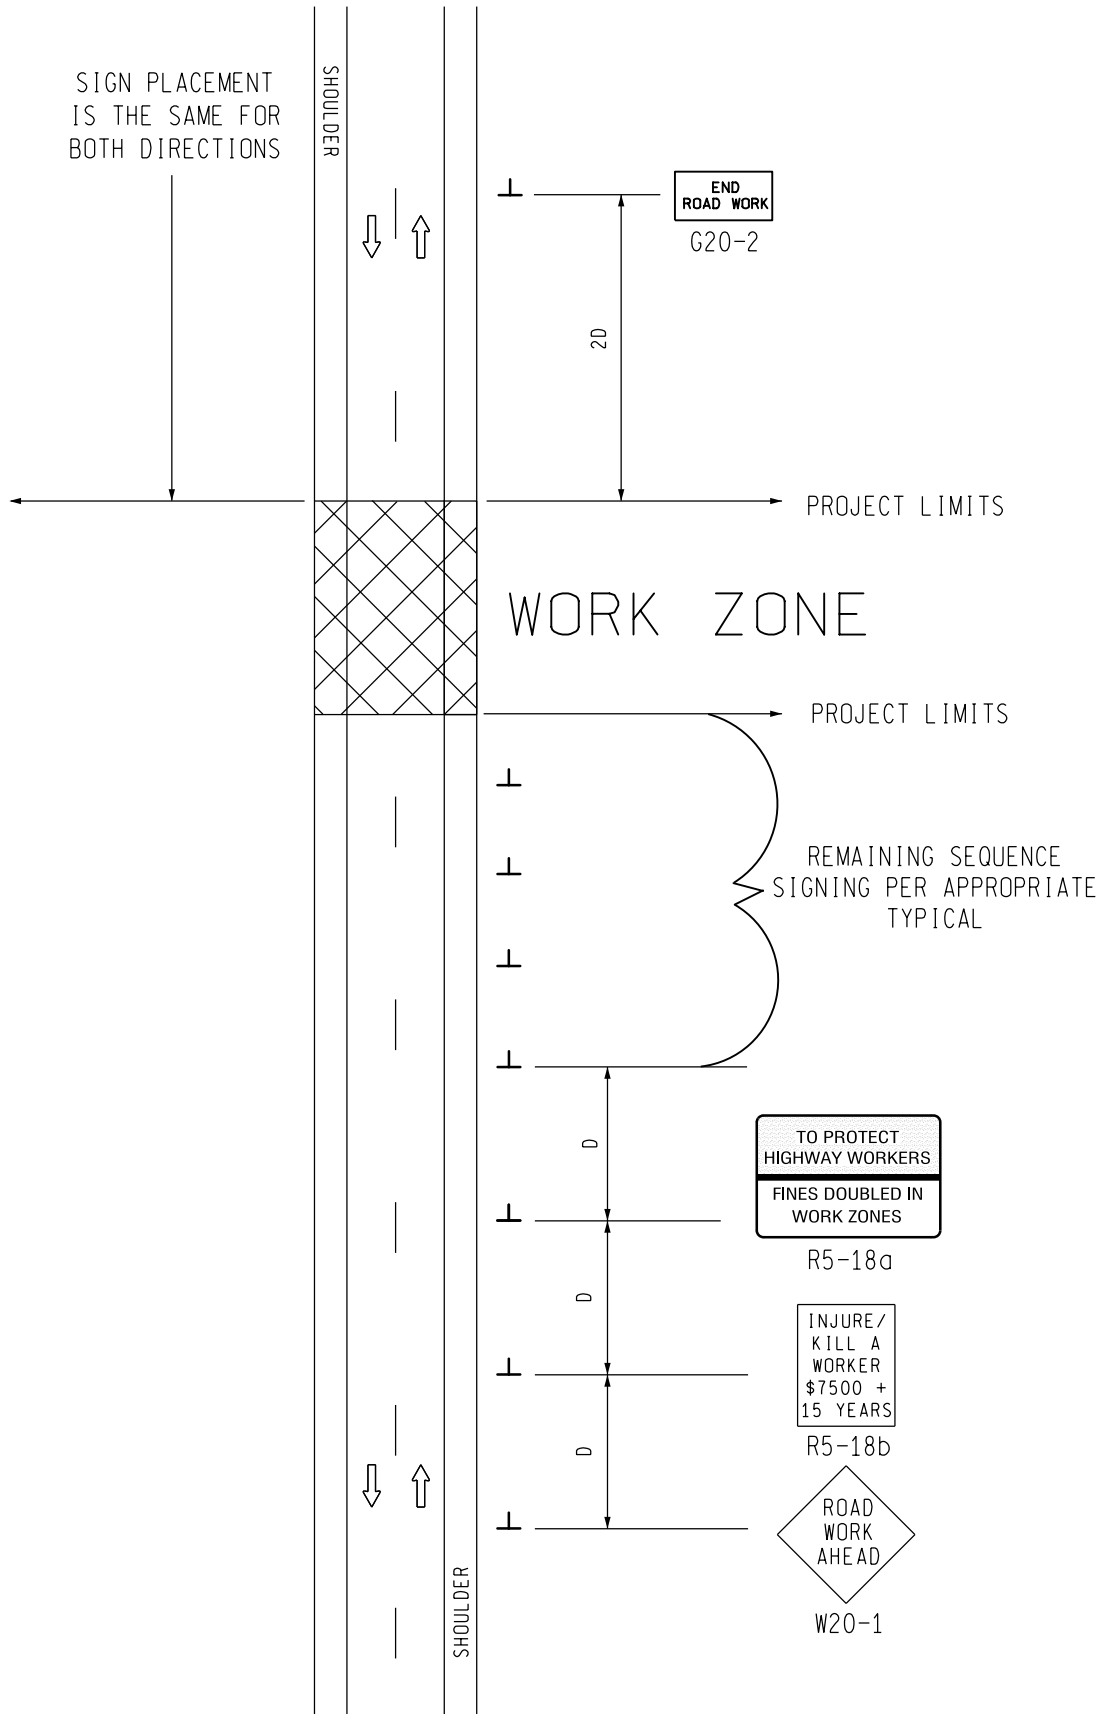 SIGN PLACEMENT
IS THE SAME FOR
BOTH DIRECTIONS
SHOULDER
END
ROAD WORK
G20-2
2D
PROJECT LIMITS
WORK ZONE
PROJECT LIMITS
REMAINING SEQUENCE
SIGNING PER APPROPRIATE
TYPICAL
D
TO PROTECT
HIGHWAY WORKERS
FINES DOUBLED IN
WORK ZONES
R5-18a
D
INJURE/
KILL A
WORKER
$7500 +
15 YEARS
R5-18b
D
ROAD
WORK
AHEAD
W20-1
SHOULDER